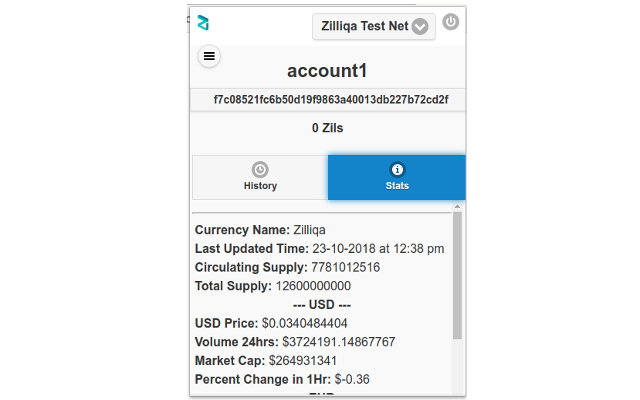 Zilliqa Test Net
account1
f7c08521fc6b50d19f9863a40013db227b72cd2f
0 Zils
History
Stats
Currency Name: Zilliqa
Last Updated Time: 23-10-2018 at 12:38 pm
Circulating Supply: 7781012516
Total Supply: 12600000000
--- USD ---
USD Price: $0.0340484404
Volume 24hrs: $3724191.14867767
Market Cap: $264931341
Percent Change in 1Hr: $-0.36